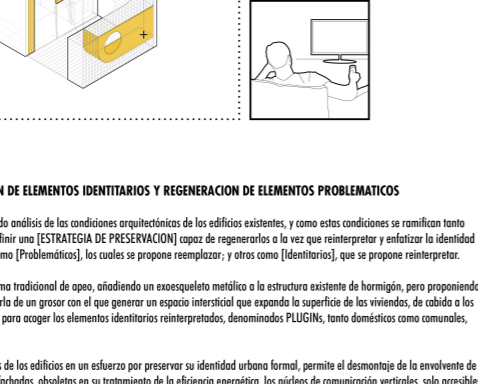 N DE ELEMENTOS IDENTITARIOS Y REGENERACION DE ELEMENTOS PROBLEMATICOS
do análisis de las condiciones arquitectónicas de los edificios existentes, y como estas condiciones se ramifican tanto
finir una [ESTRATEGIA DE PRESERVACION] capaz de regenerarlos a la vez que reinterpretar y enfatizar la identidad
mo [Problemáticos], los cuales se propone reemplazar; y otros como [Identitarios], que se propone reinterpretar.
ma tradicional de apeo, añadiendo un exoesqueleto metálico a la estructura existente de hormigón, pero proponiendo
rla de un grosor con el que generar un espacio intersticial que expanda la superficie de las viviendas, de cabida a los
para acoger los elementos identitarios reinterpretados, denominados PLUGINs, tanto domésticos como comunales,
s de los edificios en un esfuerzo por preservar su identidad urbana formal, permite el desmontaje de la envolvente de
nchadas, obsoletas en su tratamiento de la eficiencia energética, los núcleos de comunicación verticales, solo accesible